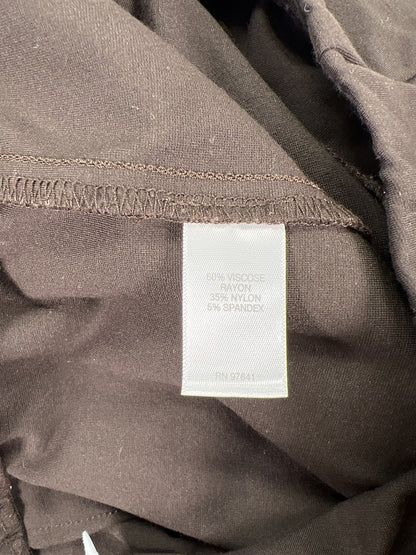 60% VISCOSE
RAYON
35% NYLON
5% SPANDEX
RN 97841